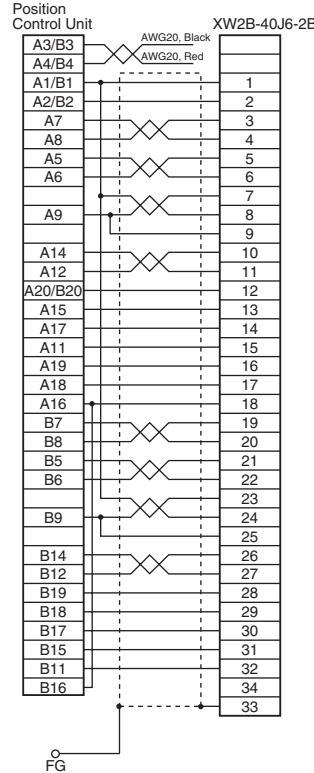 Position
Control Unit
XW2B-40J6-2B
A3/B3
AWG20, Black
A4/B4
AWG20, Red
A1/B1 1
A2/B2 2
A7 3
A8 4
A5 5
A6 6
7
A9 8
9
A14 10
A12 11
A20/B20 12
A15 13
A17 14
A11 15
A19 16
A18 17
A16 18
B7 19
B8 20
B5 21
B6 22
23
B9 24
25
B14 26
B12 27
B19 28
B18 29
B17 30
B15 31
B11 32
B16 34
33
FG